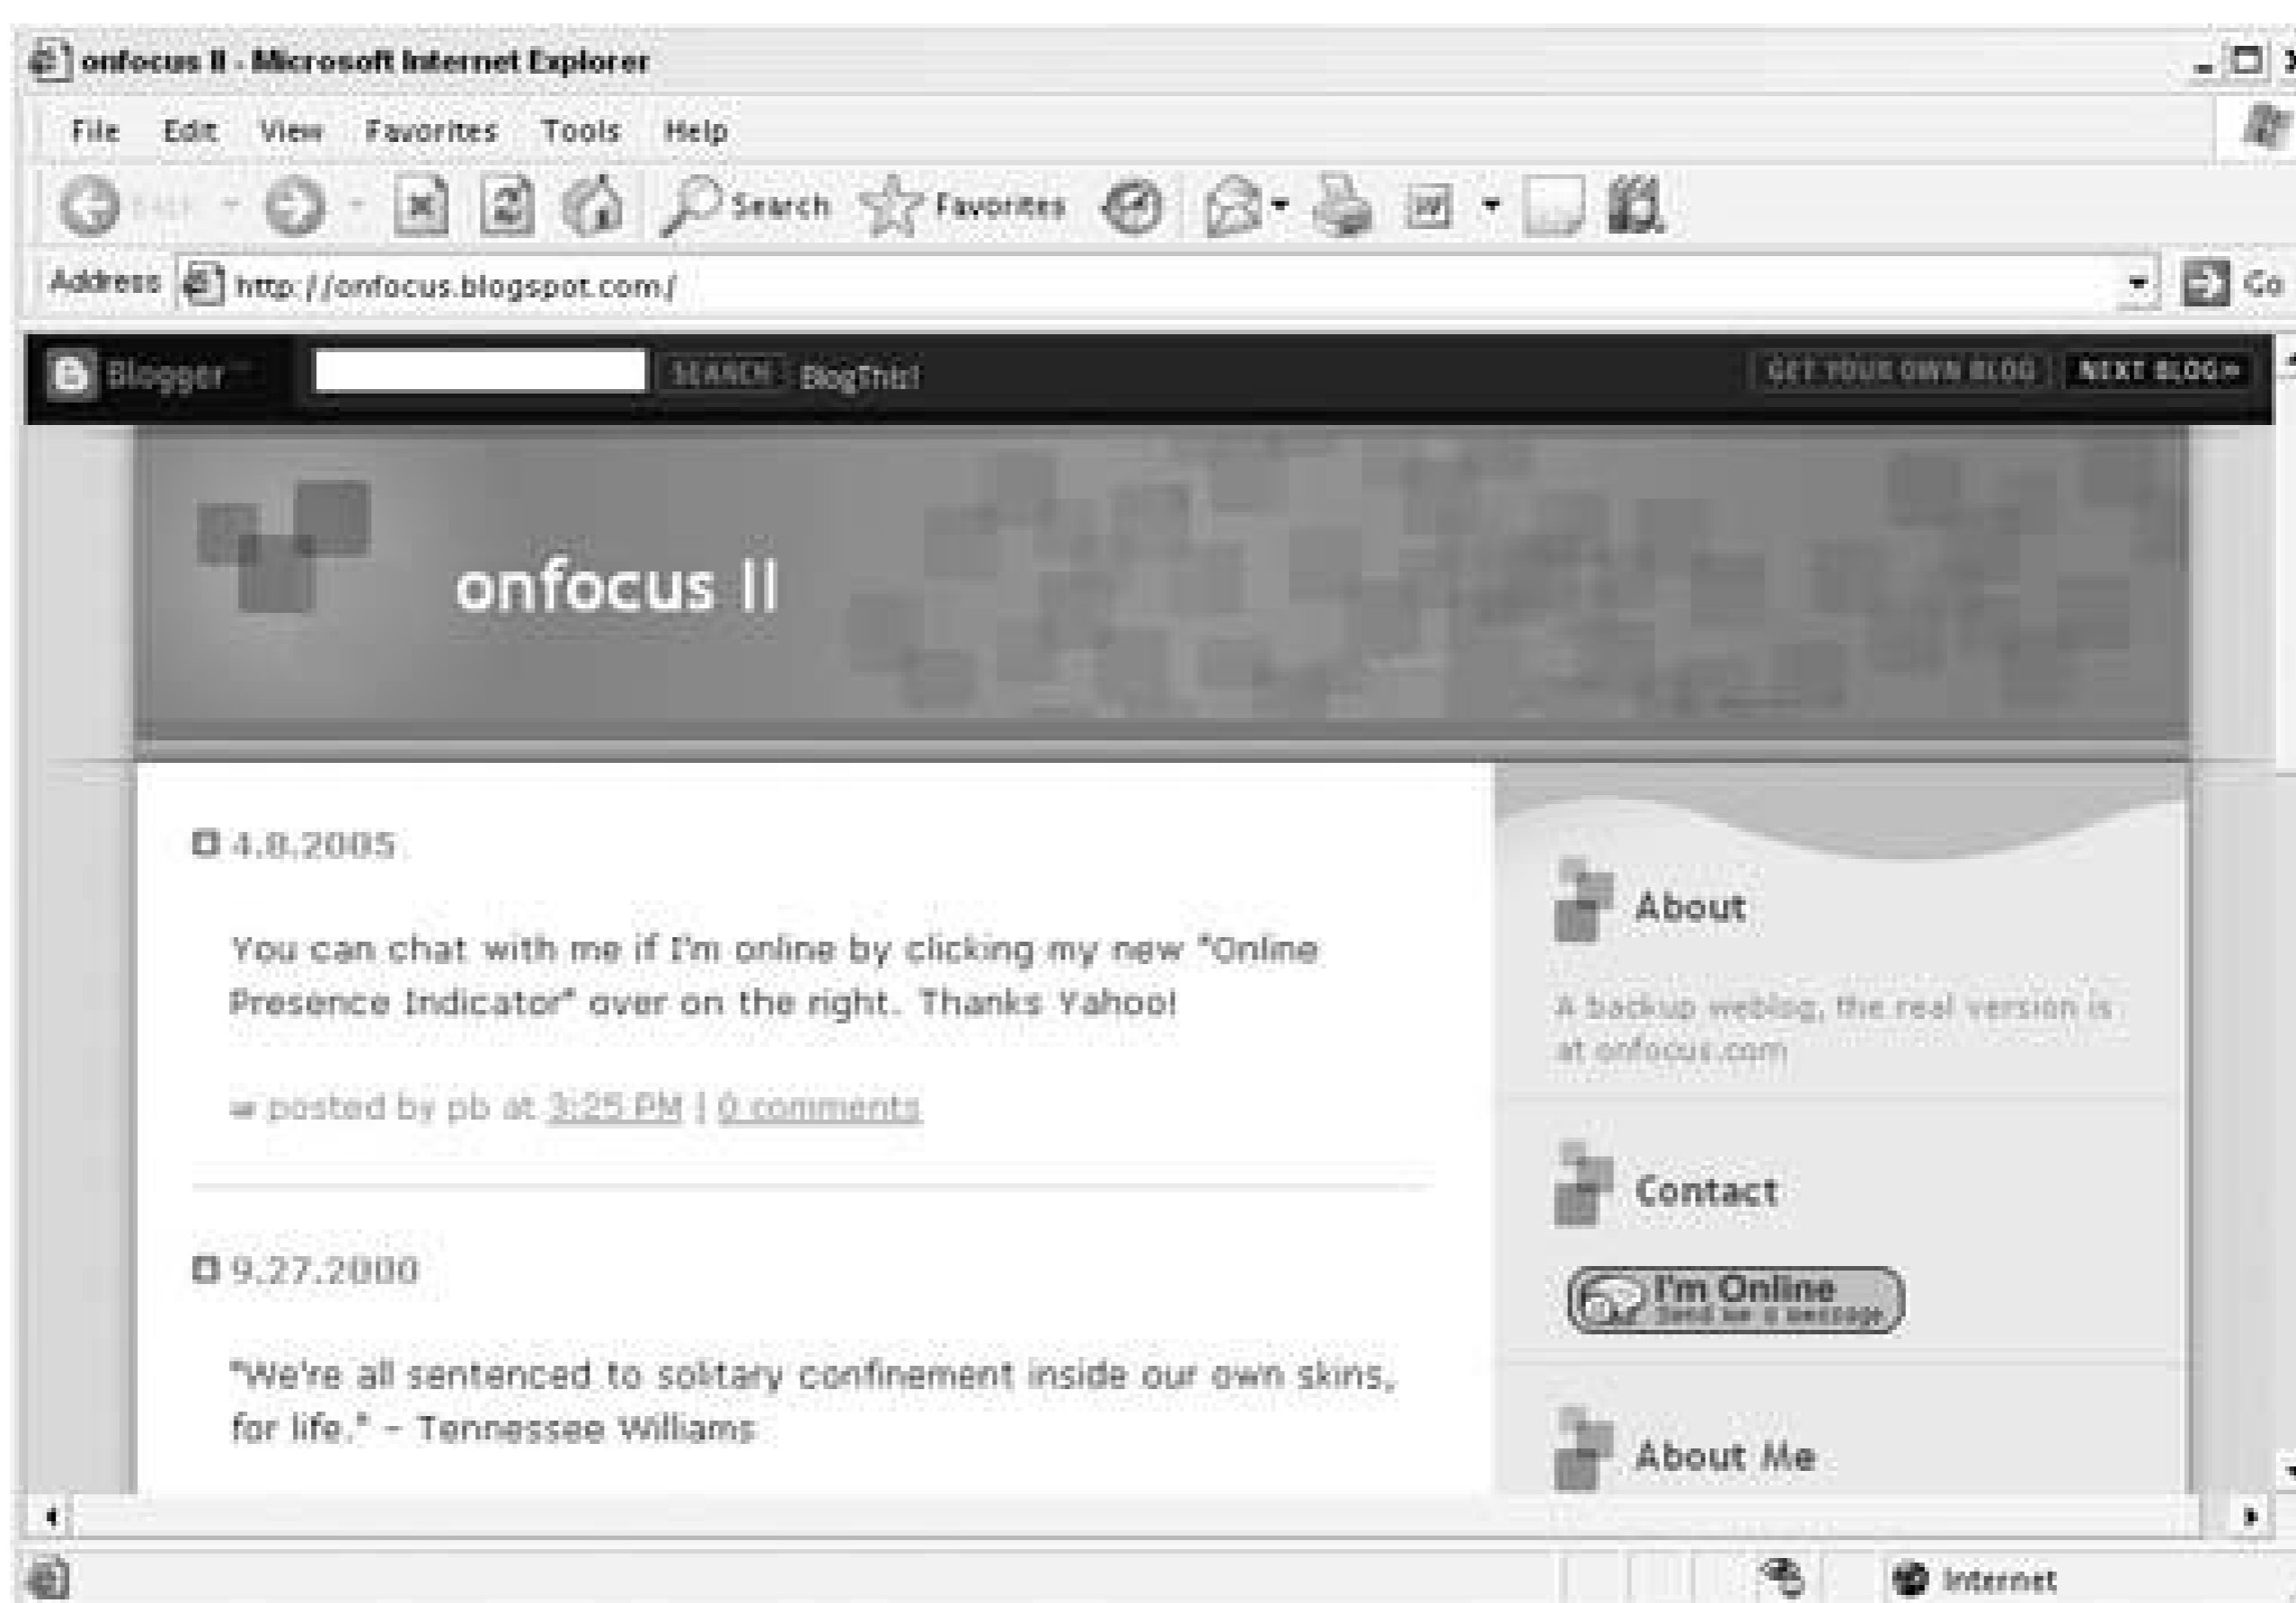 onfocus II - Microsoft Internet Explorer
File Edit View Favorites Tools Help
Search Favorites
Address http://onfocus.blogspot.com/ Go
Blogger SEARCH BlogThis! GET YOUR OWN BLOG NEXT BLOG»
onfocus II
4.8.2005
You can chat with me if I'm online by clicking my new "Online
Presence Indicator" over on the right. Thanks Yahoo!
posted by pb at 3:25 PM | 0 comments
9.27.2000
"We're all sentenced to solitary confinement inside our own skins,
for life." - Tennessee Williams
About
A backup weblog, the real version is
at onfocus.com
Contact
I'm Online
Send me a message
About Me
Internet